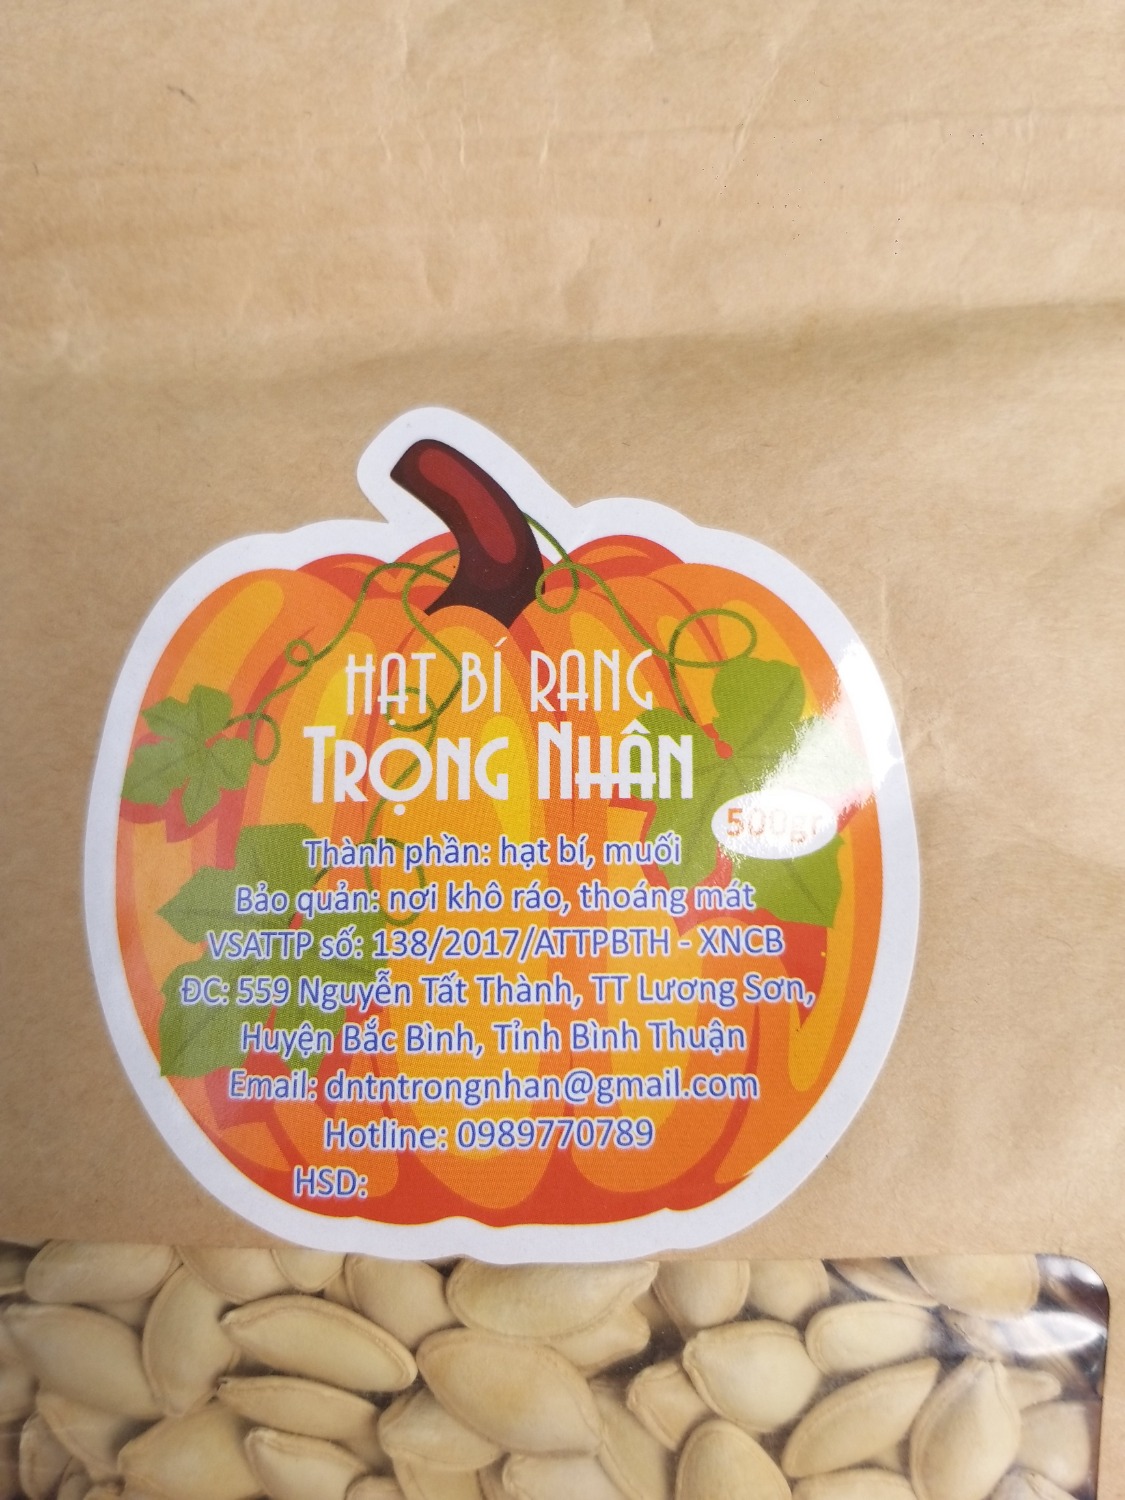 HẠT BÍ RANG
TRỌNG NHÂN
500gr
Thành phần: hạt bí, muối
Bảo quản: nơi khô ráo, thoáng mát
VSATTP số: 138/2017/ATTPBTH - XNCB
ĐC: 559 Nguyễn Tất Thành, TT Lương Sơn,
Huyện Bắc Bình, Tỉnh Bình Thuận
Email: dntntrongnhan@gmail.com
Hotline: 0989770789
HSD: